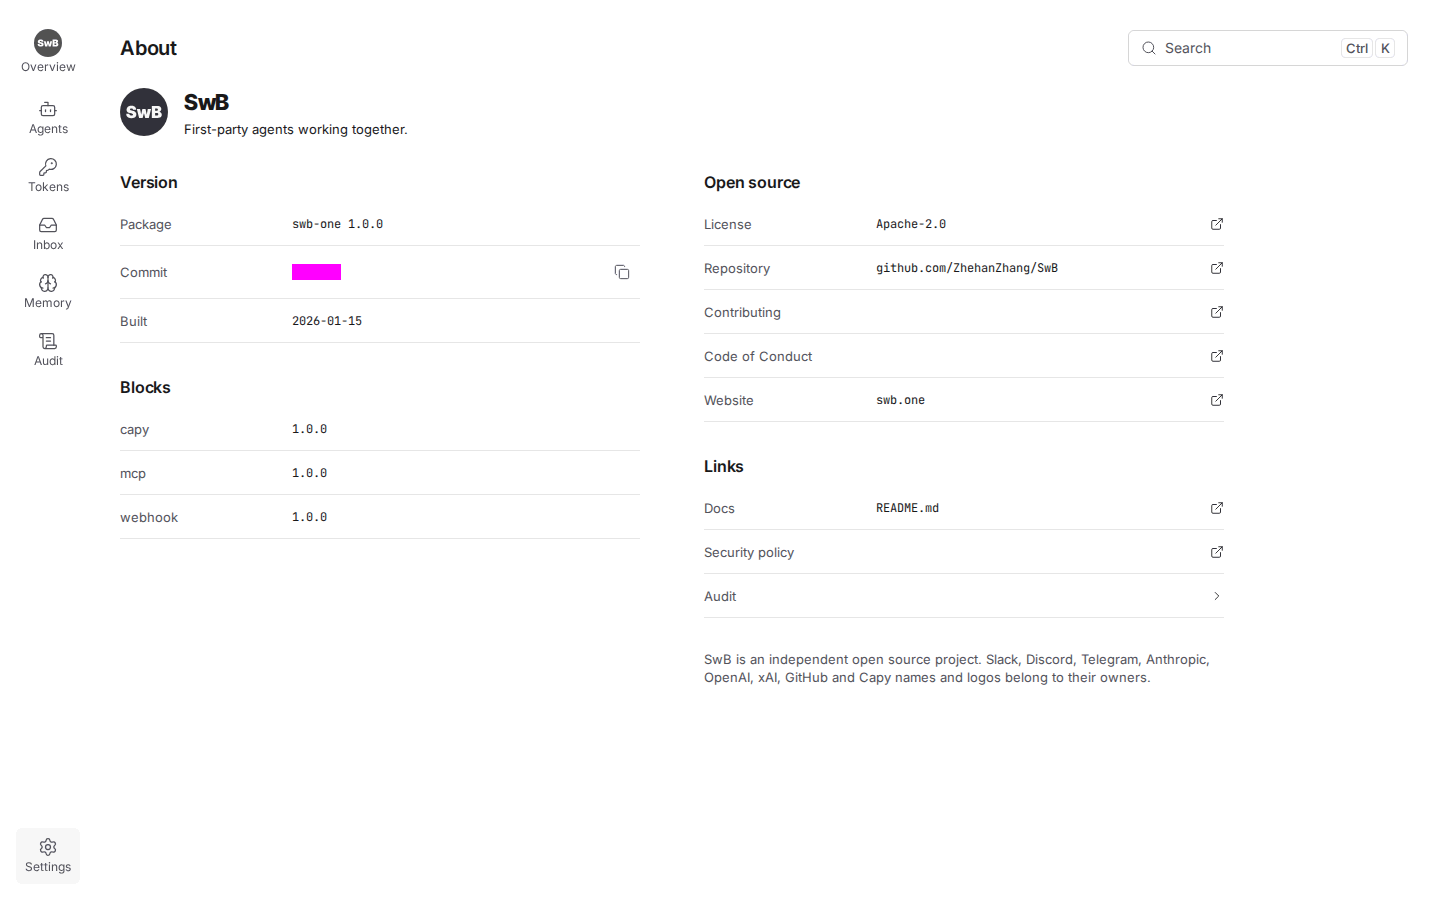 SwB
Overview
Agents
Tokens
Inbox
Memory
Audit
Settings
About
Search
Ctrl K
SwB
SwB
First-party agents working together.
Version
Package swb-one 1.0.0
Commit
Built 2026-01-15
Blocks
capy 1.0.0
mcp 1.0.0
webhook 1.0.0
Open source
License Apache-2.0
Repository github.com/ZhehanZhang/SwB
Contributing
Code of Conduct
Website swb.one
Links
Docs README.md
Security policy
Audit
SwB is an independent open source project. Slack, Discord, Telegram, Anthropic,
OpenAI, xAI, GitHub and Capy names and logos belong to their owners.